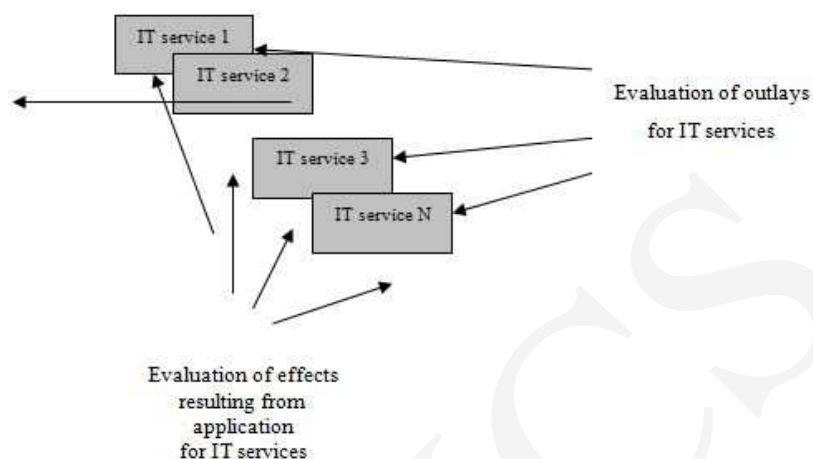 IT service 1
IT service 2
Evaluation of outlays
for IT services
IT service 3
IT service N
Evaluation of effects
resulting from
application
for IT services